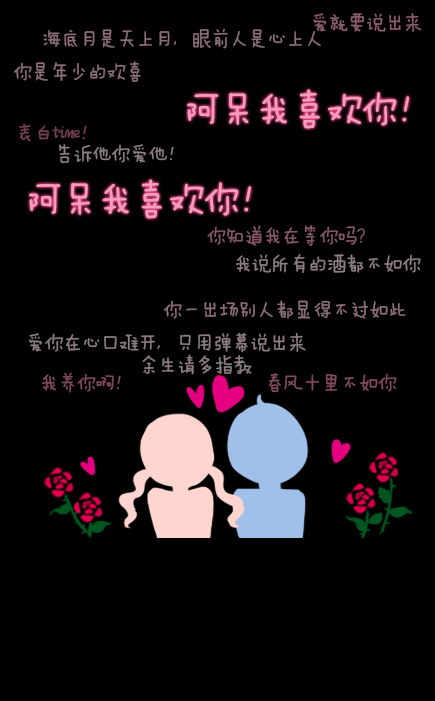 爱就要说出来
海底月是天上月，眼前人是心上人
你是年少的欢喜
阿呆我喜欢你！
表白time！
告诉他你爱他！
阿呆我喜欢你！
你知道我在等你吗？
我说所有的酒都不如你
你一出场别人都显得不过如此
爱你在心口难开，只用弹幕说出来
余生请多指教
我养你啊！
春风十里不如你